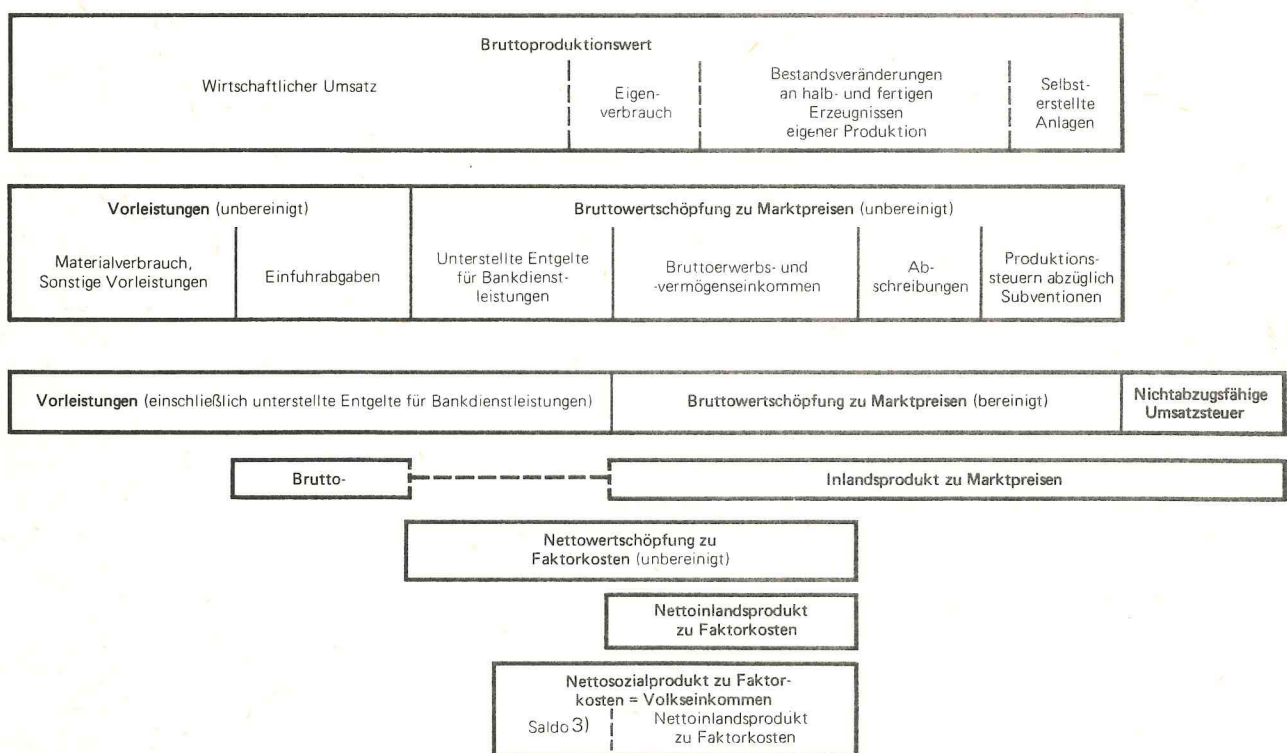 Bruttoproduktionswert
Wirtschaftlicher Umsatz
Eigen-
verbrauch
Bestandsveränderungen
an halb- und fertigen
Erzeugnissen
eigener Produktion
Selbst-
erstellte
Anlagen
Vorleistungen (unbereinigt)
Bruttowertschöpfung zu Marktpreisen (unbereinigt)
Materialverbrauch,
Sonstige Vorleistungen
Einfuhrabgaben
Unterstellte Entgelte
für Bankdienst-
leistungen
Bruttoerwerbs- und
-vermögenseinkommen
Ab-
schreibungen
Produktions-
steuern abzüglich
Subventionen
Vorleistungen (einschließlich unterstellte Entgelte für Bankdienstleistungen)
Bruttowertschöpfung zu Marktpreisen (bereinigt)
Nichtabzugsfähige
Umsatzsteuer
Brutto-
Inlandsprodukt zu Marktpreisen
Nettowertschöpfung zu
Faktorkosten (unbereinigt)
Nettoinlandsprodukt
zu Faktorkosten
Nettosozialprodukt zu Faktor-
kosten = Volkseinkommen
Saldo 3)
Nettoinlandsprodukt
zu Faktorkosten